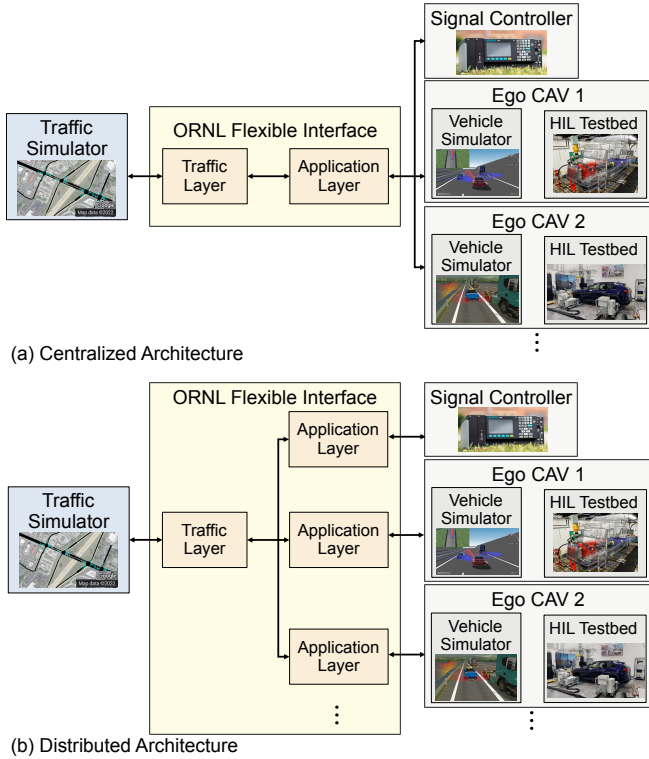 Signal Controller
Ego CAV 1
Vehicle
Simulator
HIL Testbed
Traffic
Simulator
Google
Map data ©2022
ORNL Flexible Interface
Traffic
Layer
Application
Layer
Ego CAV 2
Vehicle
Simulator
HIL Testbed
(a) Centralized Architecture
ORNL Flexible Interface
Signal Controller
Application
Layer
Ego CAV 1
Vehicle
Simulator
HIL Testbed
Traffic
Simulator
Google
Map data ©2022
Traffic
Layer
Application
Layer
Ego CAV 2
Vehicle
Simulator
HIL Testbed
Application
Layer
(b) Distributed Architecture